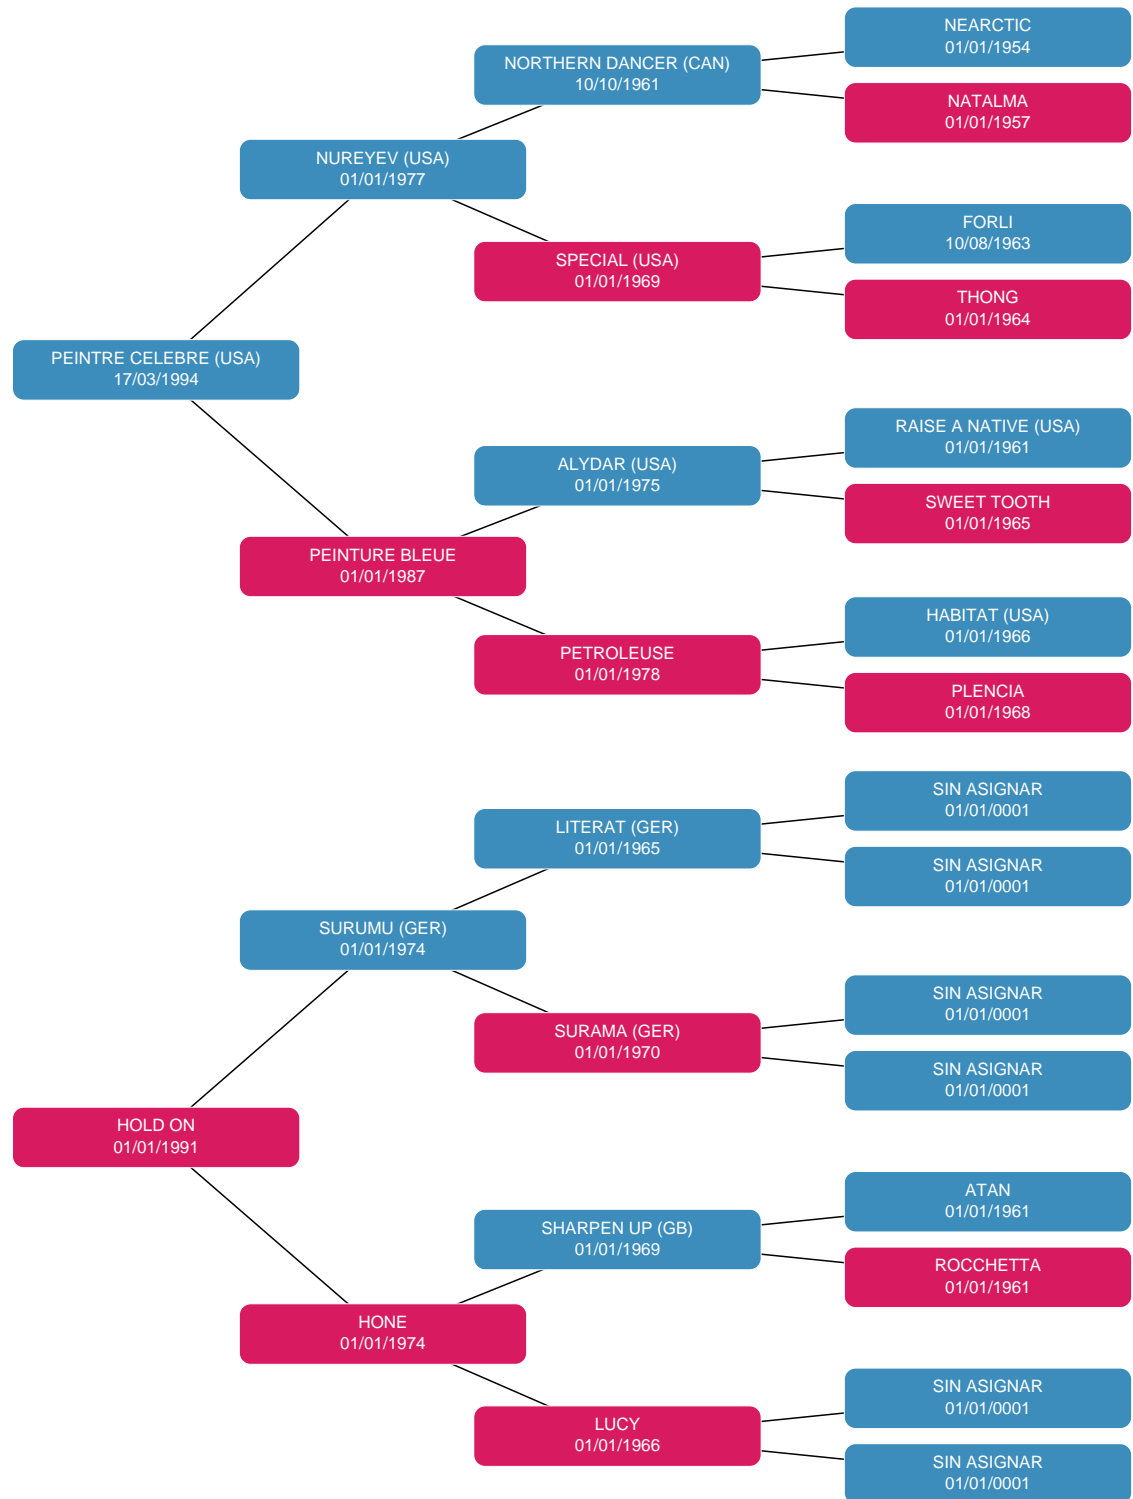 NEARCTIC
01/01/1954
NORTHERN DANCER (CAN)
10/10/1961
NATALMA
01/01/1957
NUREYEV (USA)
01/01/1977
FORLI
10/08/1963
SPECIAL (USA)
01/01/1969
THONG
01/01/1964
PEINTRE CELEBRE (USA)
17/03/1994
RAISE A NATIVE (USA)
01/01/1961
ALYDAR (USA)
01/01/1975
SWEET TOOTH
01/01/1965
PEINTURE BLEUE
01/01/1987
HABITAT (USA)
01/01/1966
PETROLEUSE
01/01/1978
PLENCIA
01/01/1968
SIN ASIGNAR
01/01/0001
LITERAT (GER)
01/01/1965
SIN ASIGNAR
01/01/0001
SURUMU (GER)
01/01/1974
SIN ASIGNAR
01/01/0001
SURAMA (GER)
01/01/1970
SIN ASIGNAR
01/01/0001
HOLD ON
01/01/1991
ATAN
01/01/1961
SHARPEN UP (GB)
01/01/1969
ROCCHETTA
01/01/1961
HONE
01/01/1974
SIN ASIGNAR
01/01/0001
LUCY
01/01/1966
SIN ASIGNAR
01/01/0001